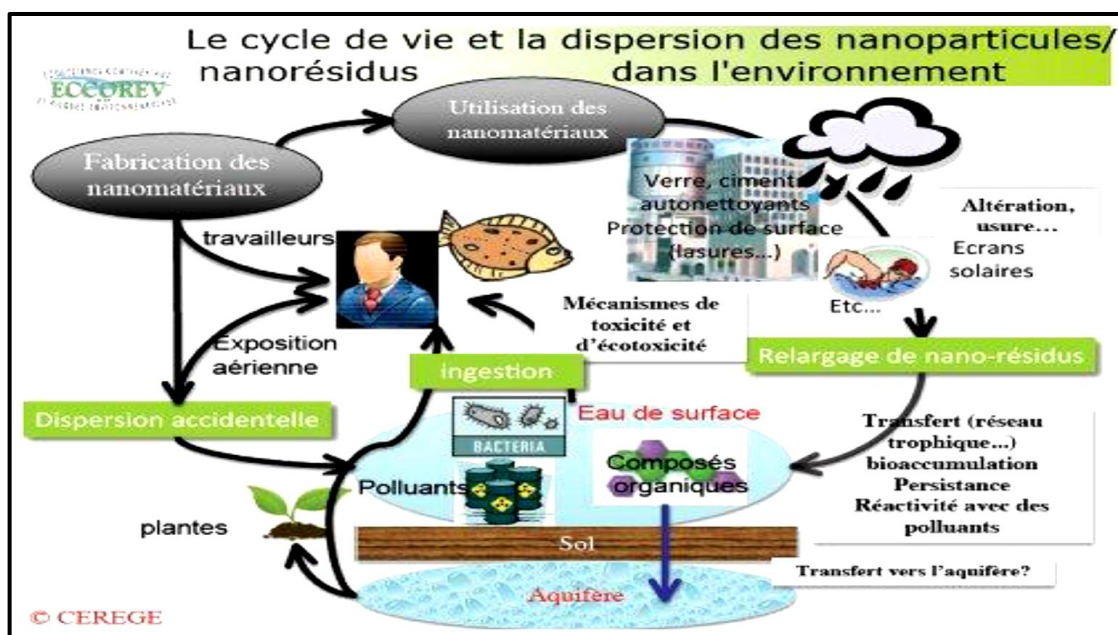 Le cycle de vie et la dispersion des nanoparticules/
nanorésidus dans l'environnement
ECCOREV
Utilisation des
nanomatériaux
Fabrication des
nanomatériaux
Verre, ciments
autonettoyants
Protection de surface
(lasures...)
Altération,
usure…
Ecrans
solaires
Etc...
travailleurs
Mécanismes de
toxicité et
d'écotoxicité
Exposition
aérienne
ingestion
Relargage de nano-résidus
Dispersion accidentelle
Eau de surface
BACTERIA
Transfert (réseau
trophique...)
bioaccumulation
Persistance
Réactivité avec des
polluants
Composés
organiques
Polluants
plantes
Sol
Transfert vers l'aquifère?
Aquifère
© CEREGE